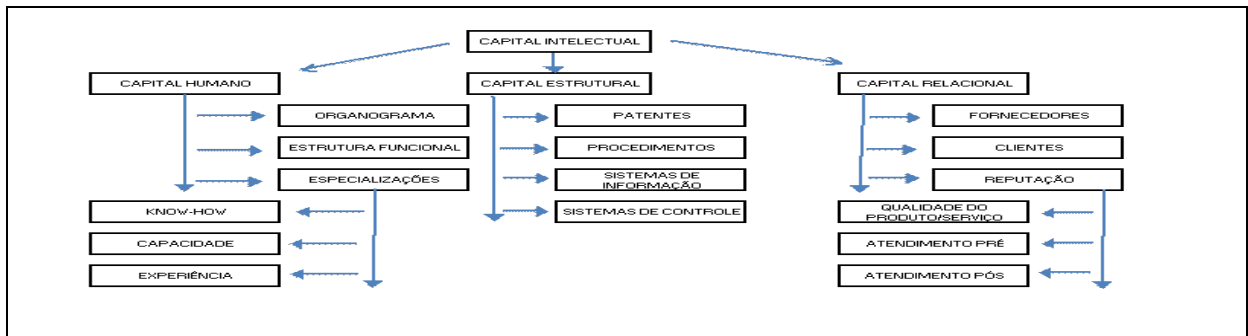 CAPITAL INTELECTUAL
CAPITAL HUMANO
CAPITAL ESTRUTURAL
CAPITAL RELACIONAL
ORGANOGRAMA
PATENTES
FORNECEDORES
ESTRUTURA FUNCIONAL
PROCEDIMENTOS
CLIENTES
ESPECIALIZAÇÕES
SISTEMAS DE
INFORMAÇÃO
REPUTAÇÃO
KNOW-HOW
SISTEMAS DE CONTROLE
QUALIDADE DO
PRODUTO/SERVIÇO
CAPACIDADE
ATENDIMENTO PRÉ
EXPERIÊNCIA
ATENDIMENTO PÓS